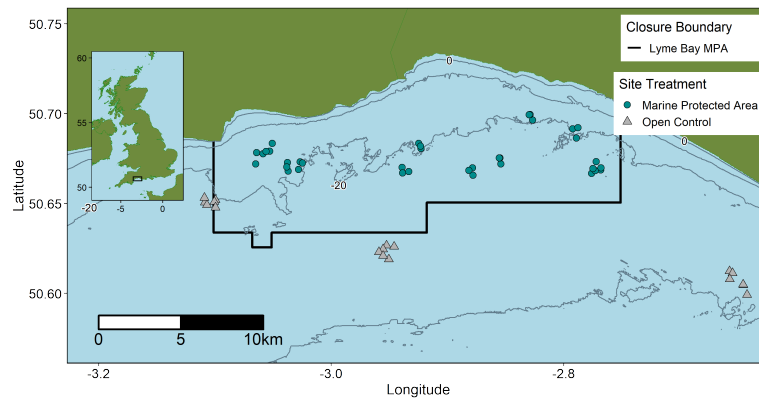 50.75
50.70
50.65
50.60
Latitude
-3.2
-3.0
-2.8
Longitude
60
55
50
-20
-5
0
0
-20
0
0
5
10km
Closure Boundary
Lyme Bay MPA
Site Treatment
Marine Protected Area
Open Control